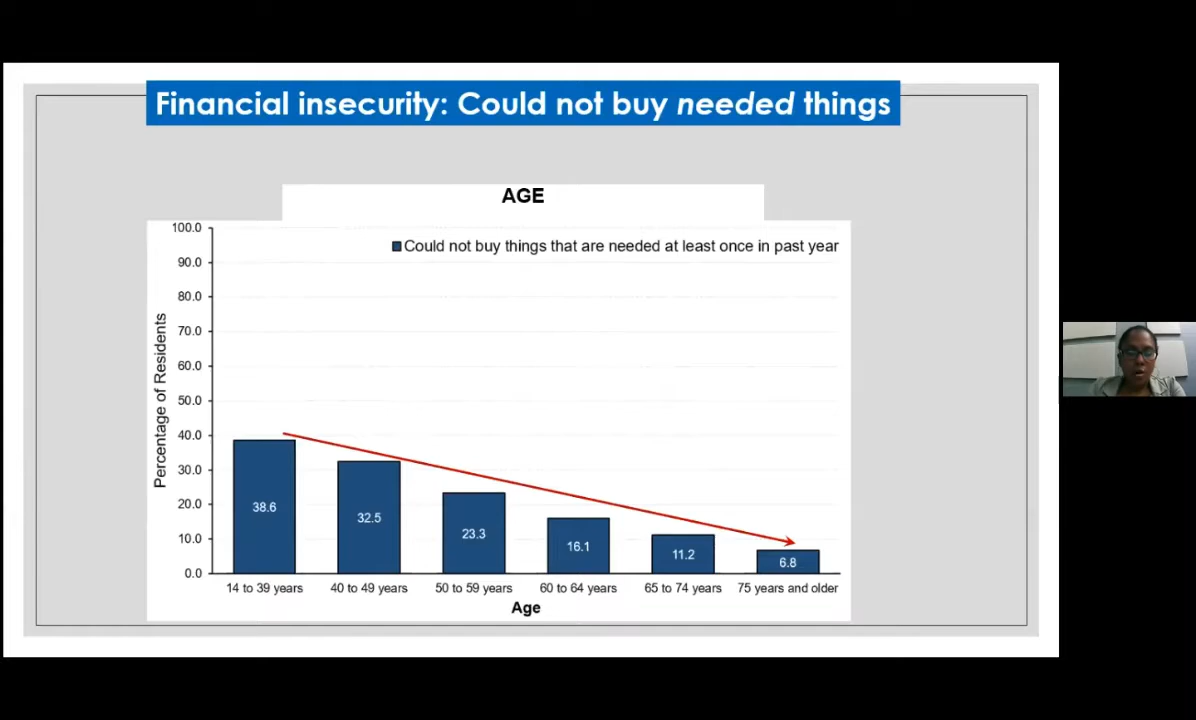 Financial insecurity: Could not buy needed things
AGE
Could not buy things that are needed at least once in past year
Percentage of Residents
100.0
90.0
80.0
70.0
60.0
50.0
40.0
30.0
20.0
10.0
0.0
38.6
32.5
23.3
16.1
11.2
6.8
14 to 39 years
40 to 49 years
50 to 59 years
60 to 64 years
65 to 74 years
75 years and older
Age